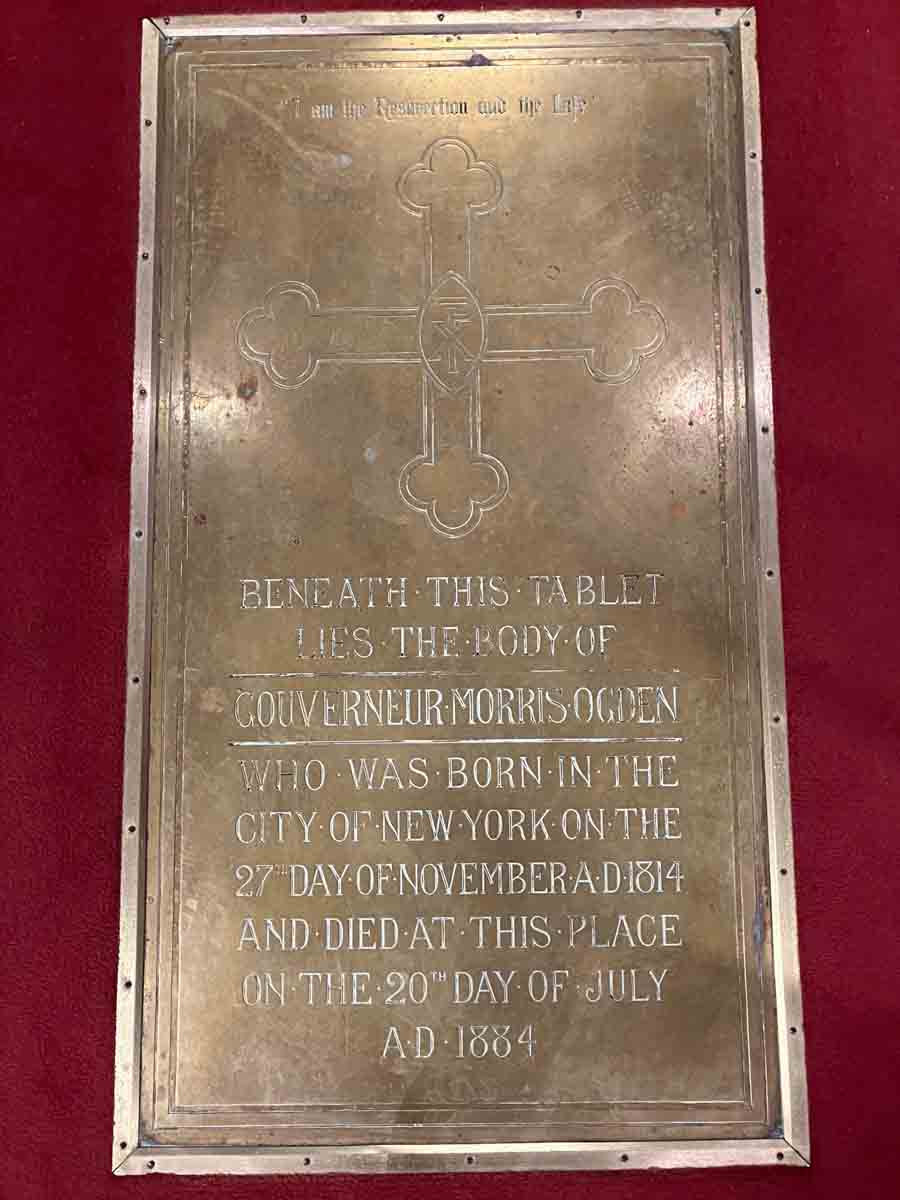 "I am the Resurrection and the Life"
BENEATH · THIS · TABLET
LIES · THE · BODY · OF
GOUVERNEUR · MORRIS · OGDEN
WHO · WAS · BORN · IN · THE
CITY · OF · NEW · YORK · ON · THE
27TH DAY · OF · NOVEMBER · A · D · 1814
AND · DIED · AT · THIS · PLACE
ON · THE · 20TH DAY · OF · JULY
A · D · 1884